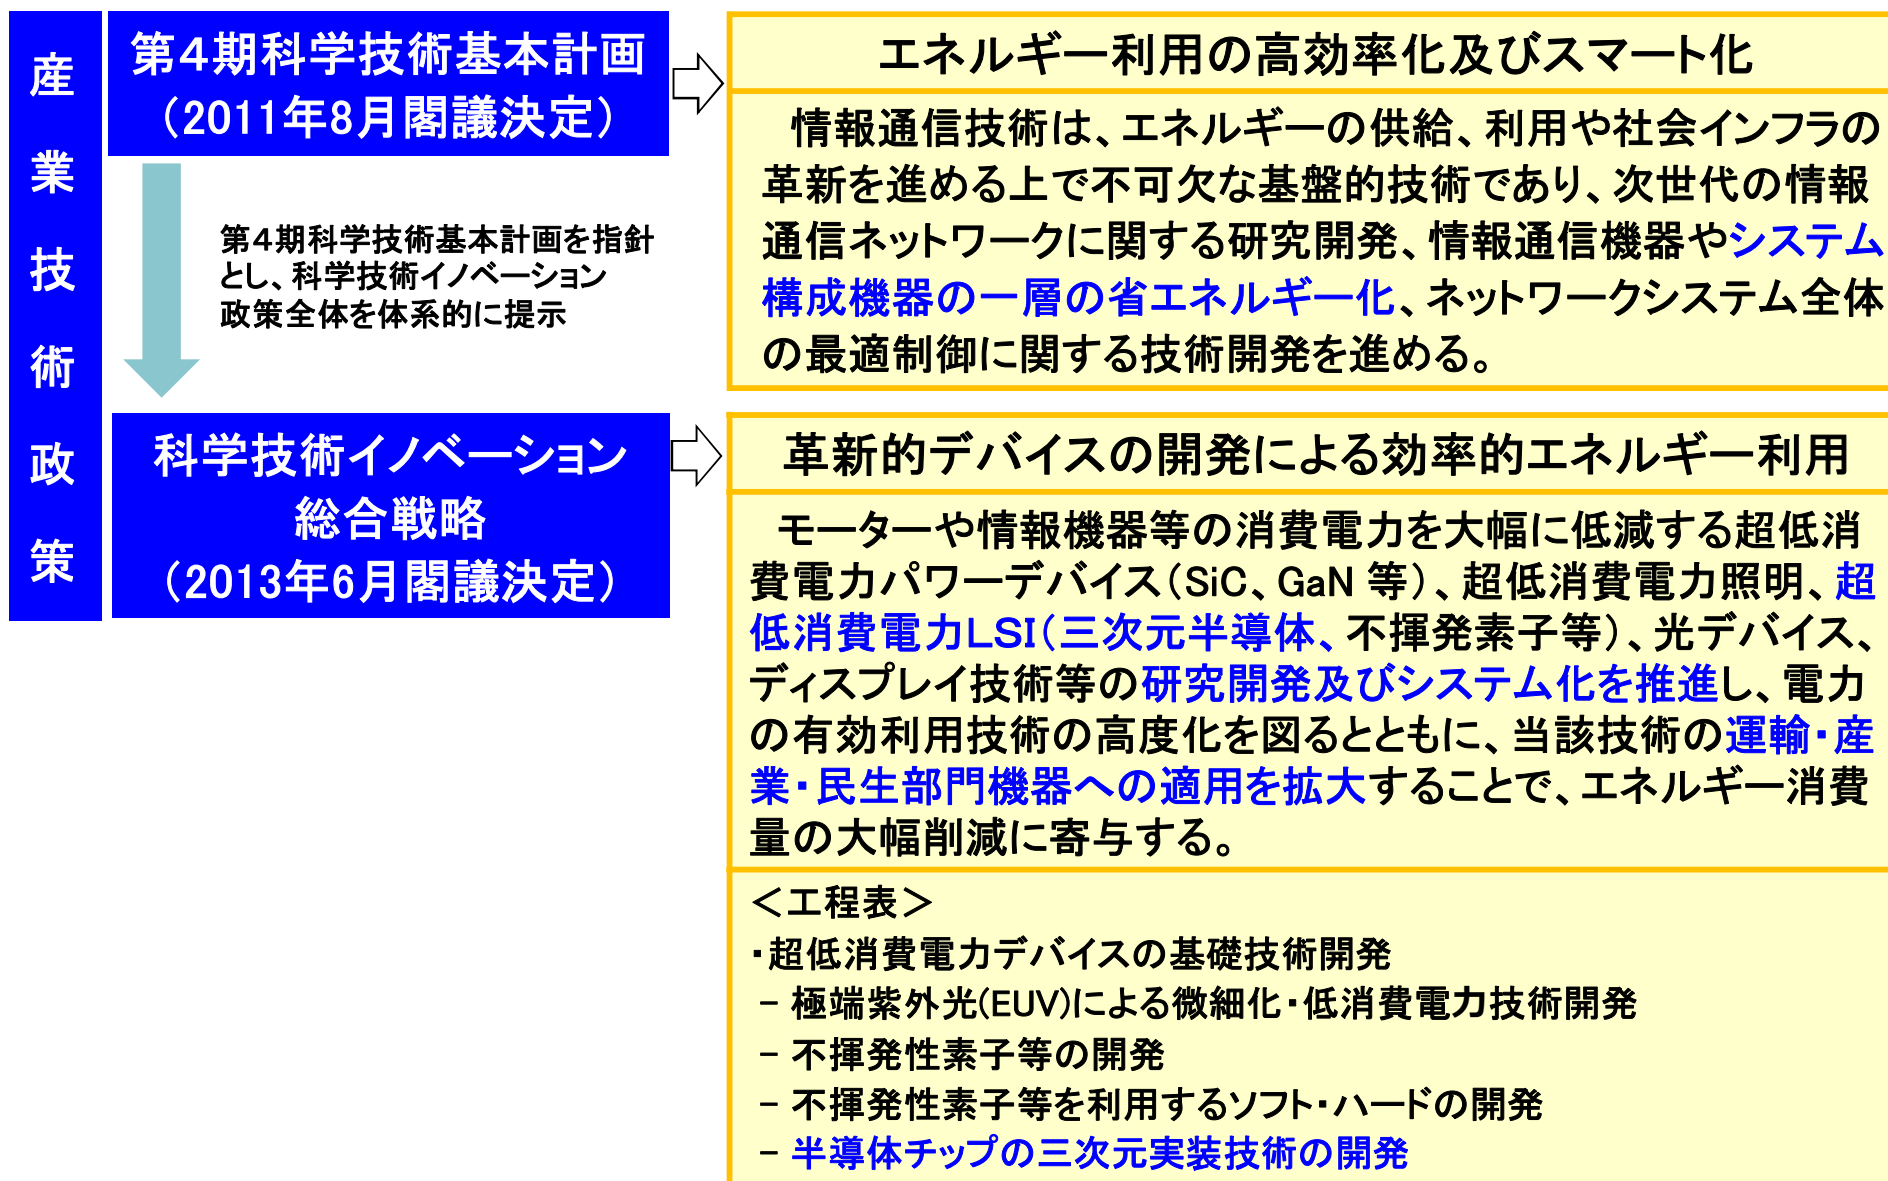 産業技術政策
第4期科学技術基本計画
（2011年8月閣議決定）
第4期科学技術基本計画を指針
とし、科学技術イノベーション
政策全体を体系的に提示
科学技術イノベーション
総合戦略
（2013年6月閣議決定）
エネルギー利用の高効率化及びスマート化
情報通信技術は、エネルギーの供給、利用や社会インフラの
革新を進める上で不可欠な基盤的技術であり、次世代の情報
通信ネットワークに関する研究開発、情報通信機器やシステム
構成機器の一層の省エネルギー化、ネットワークシステム全体
の最適制御に関する技術開発を進める。
革新的デバイスの開発による効率的エネルギー利用
モーターや情報機器等の消費電力を大幅に低減する超低消
費電力パワーデバイス（SiC、GaN 等）、超低消費電力照明、超
低消費電力LSI（三次元半導体、不揮発素子等）、光デバイス、
ディスプレイ技術等の研究開発及びシステム化を推進し、電力
の有効利用技術の高度化を図るとともに、当該技術の運輸・産
業・民生部門機器への適用を拡大することで、エネルギー消費
量の大幅削減に寄与する。
＜工程表＞
・超低消費電力デバイスの基礎技術開発
− 極端紫外光(EUV)による微細化・低消費電力技術開発
− 不揮発性素子等の開発
− 不揮発性素子等を利用するソフト・ハードの開発
− 半導体チップの三次元実装技術の開発